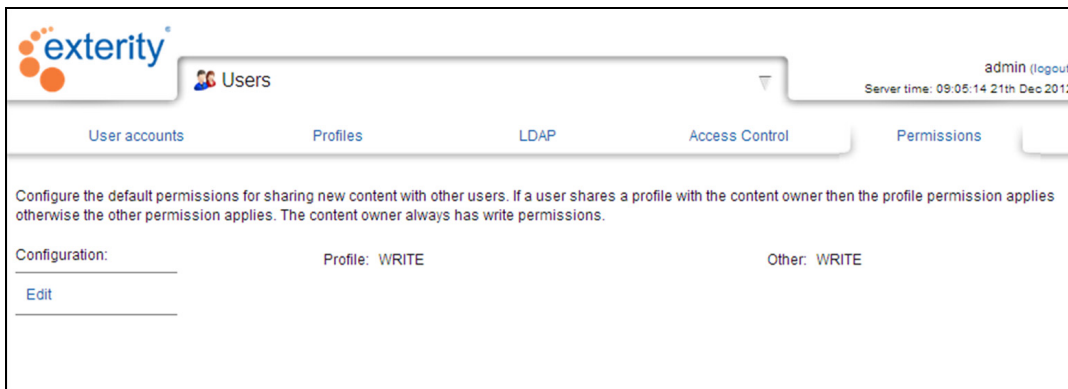 exterity
Users
admin (logout
Server time: 09:05:14 21th Dec 2012
User accounts Profiles LDAP Access Control Permissions
Configure the default permissions for sharing new content with other users. If a user shares a profile with the content owner then the profile permission applies
otherwise the other permission applies. The content owner always has write permissions.
Configuration: Profile: WRITE Other: WRITE
Edit